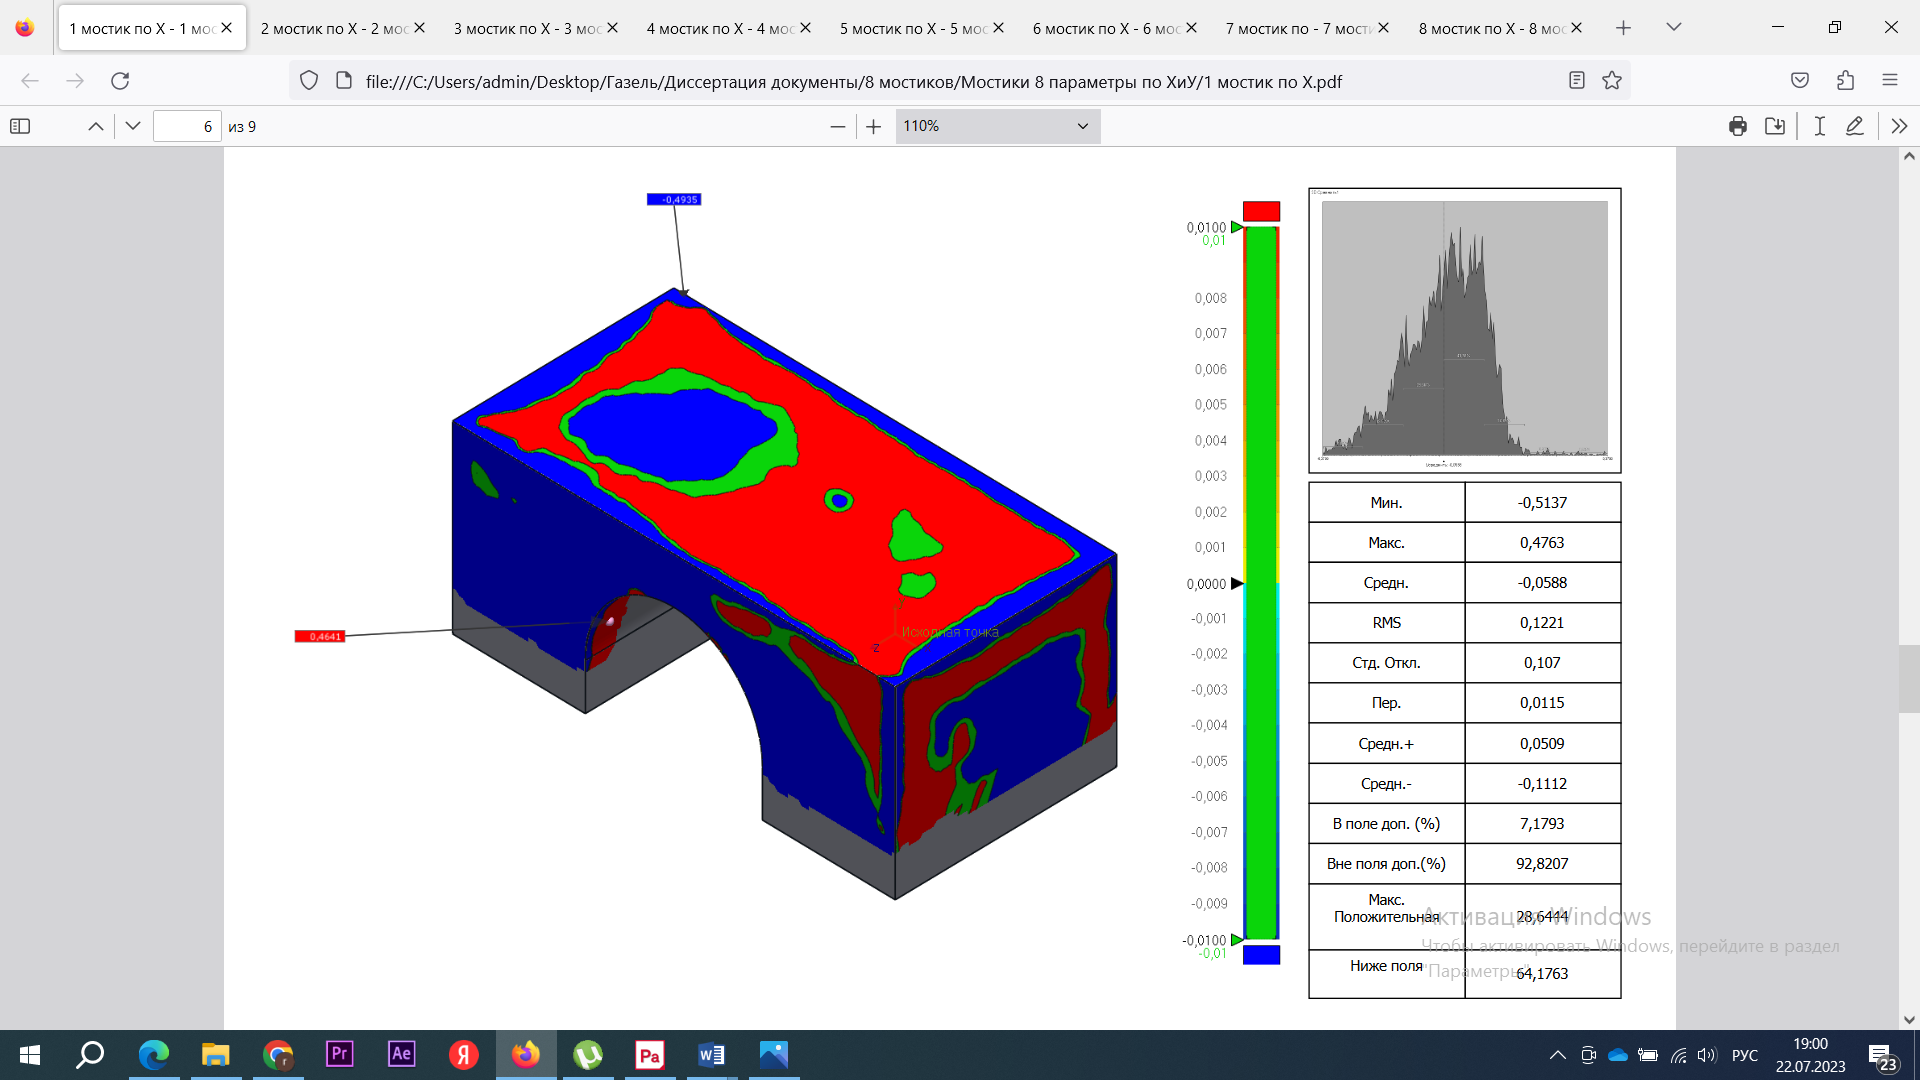 1 мостик по X - 1 мос
2 мостик по X - 2 мос
3 мостик по X - 3 мос
4 мостик по X - 4 мос
5 мостик по X - 5 мос
6 мостик по X - 6 мос
7 мостик по - 7 мости
8 мостик по X - 8 мос
file:///C:/Users/admin/Desktop/Газель/Диссертация документы/8 мостиков/Мостики 8 параметры по ХиУ/1 мостик по X.pdf
6 из 9
110%
-0,4935
0,4641
Исходная точка
Z
0,0100
0,01
0,008
0,007
0,006
0,005
0,004
0,003
0,002
0,001
0,0000
-0,001
-0,002
-0,003
-0,004
-0,005
-0,006
-0,007
-0,008
-0,009
-0,0100
-0,01
Мин. -0,5137
Макс. 0,4763
Средн. -0,0588
RMS 0,1221
Стд. Откл. 0,107
Пер. 0,0115
Средн.+ 0,0509
Средн.- -0,1112
В поле доп. (%) 7,1793
Вне поля доп.(%) 92,8207
Макс.
Положительная 28,6444
Ниже поля 64,1763
Активация Windows
Чтобы активировать Windows, перейдите в раздел
"Параметры".
Pr
Ae
Я
Pa
W
r
РУС
19:00
22.07.2023
23